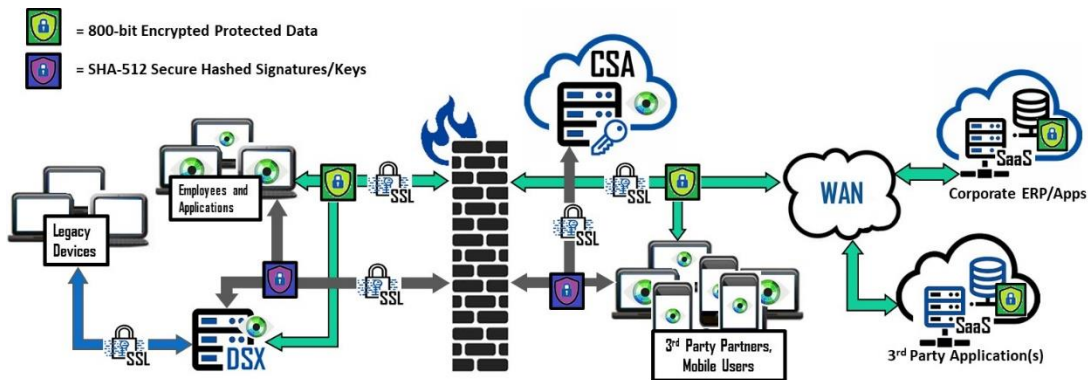 = 800-bit Encrypted Protected Data
= SHA-512 Secure Hashed Signatures/Keys
CSA
Employees and
Applications
Legacy
Devices
SSL
SSL
SSL
SSL
SSL
DSX
WAN
SaaS
Corporate ERP/Apps
SaaS
3rd Party Application(s)
3rd Party Partners,
Mobile Users